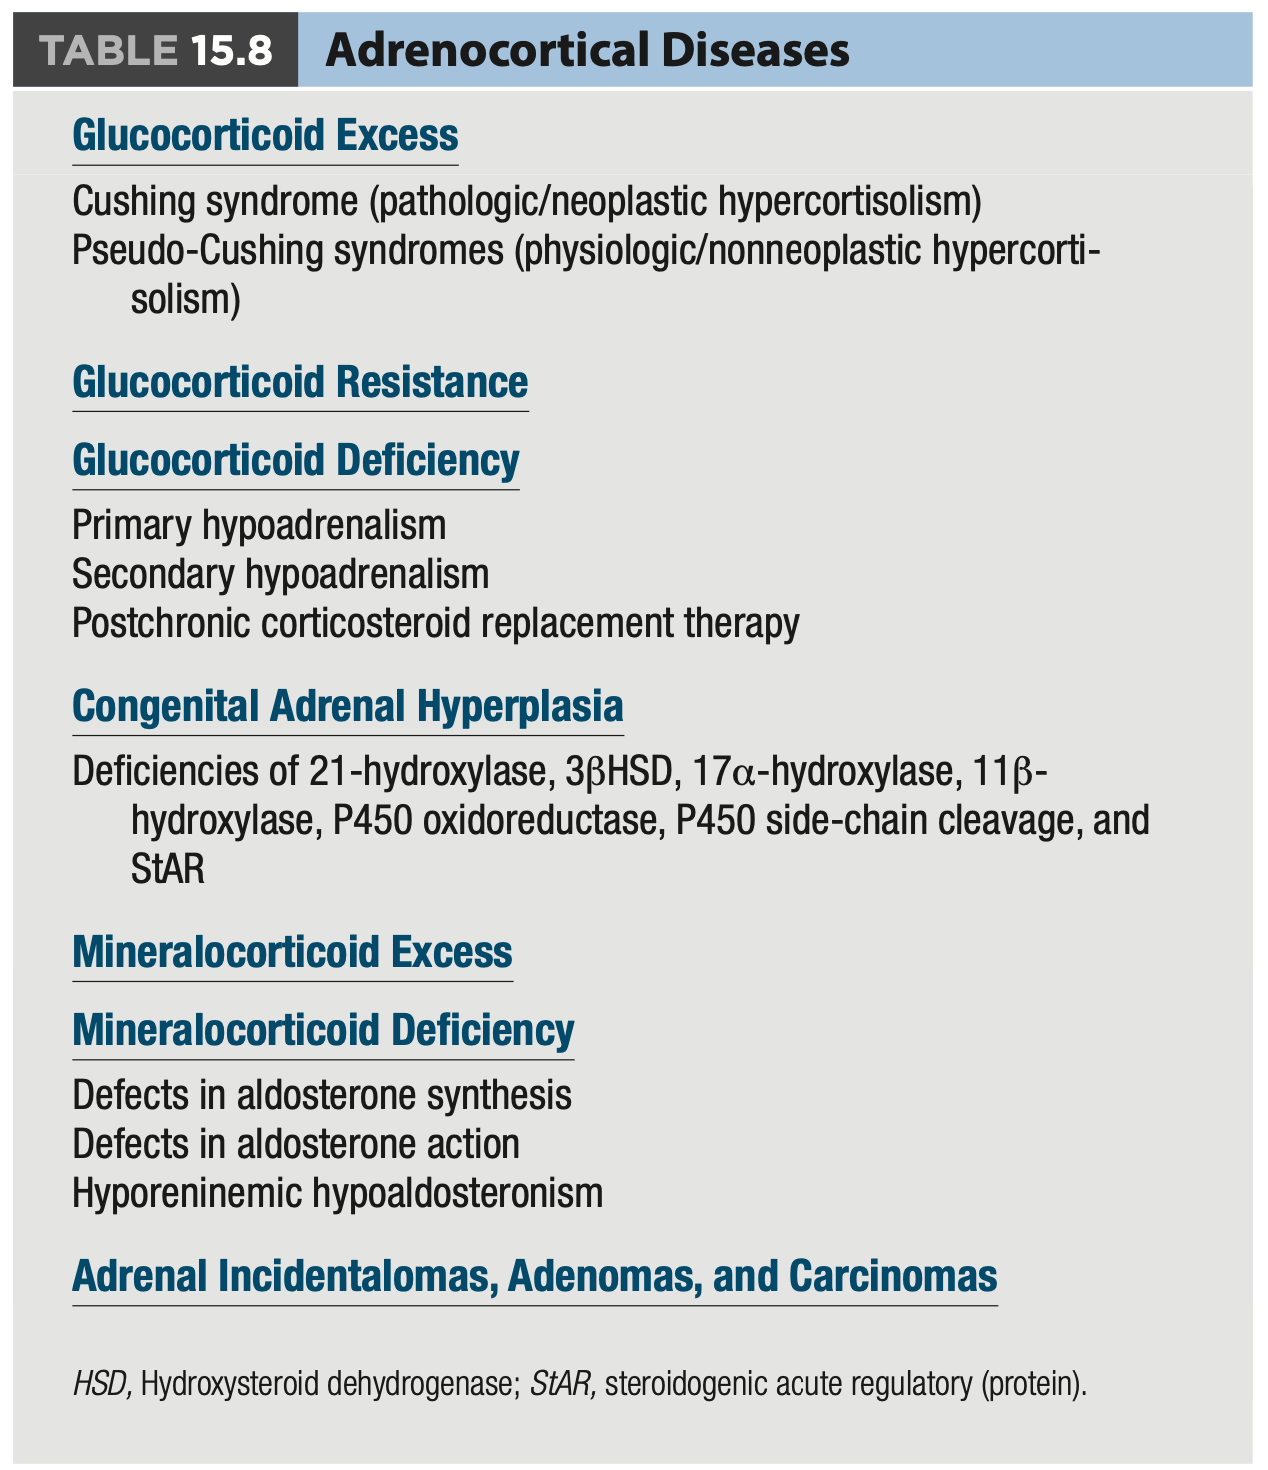 TABLE 15.8 Adrenocortical Diseases
Glucocorticoid Excess
Cushing syndrome (pathologic/neoplastic hypercortisolism)
Pseudo-Cushing syndromes (physiologic/nonneoplastic hypercorti-
solism)
Glucocorticoid Resistance
Glucocorticoid Deficiency
Primary hypoadrenalism
Secondary hypoadrenalism
Postchronic corticosteroid replacement therapy
Congenital Adrenal Hyperplasia
Deficiencies of 21-hydroxylase, 3βHSD, 17α-hydroxylase, 11β-
hydroxylase, P450 oxidoreductase, P450 side-chain cleavage, and
StAR
Mineralocorticoid Excess
Mineralocorticoid Deficiency
Defects in aldosterone synthesis
Defects in aldosterone action
Hyporeninemic hypoaldosteronism
Adrenal Incidentalomas, Adenomas, and Carcinomas
HSD, Hydroxysteroid dehydrogenase; StAR, steroidogenic acute regulatory (protein).